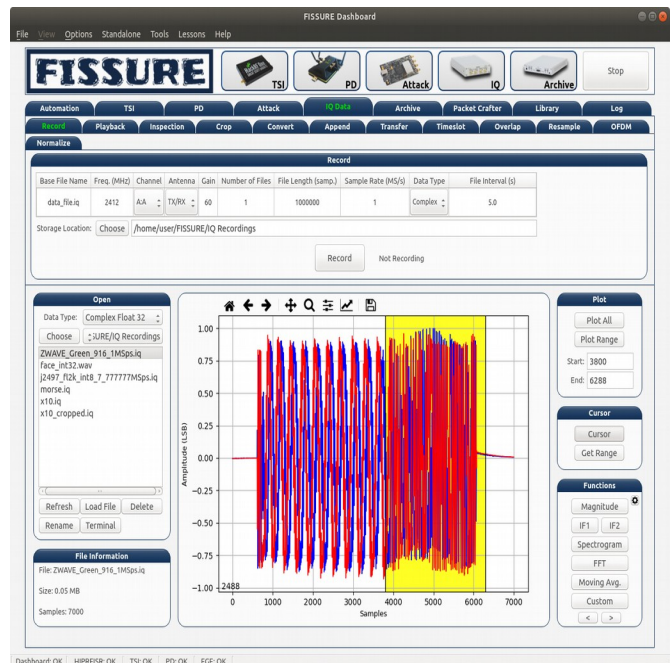 FISSURE Dashboard
File View Options Standalone Tools Lessons Help
FISSURE
TSI PD Attack IQ Archive Stop
Automation TSI PD Attack IQ Data Archive Packet Crafter Library Log
Record Playback Inspection Crop Convert Append Transfer Timeslot Overlap Resample OFDM
Normalize
Record
Base File Name Freq. (MHz) Channel Antenna Gain Number of Files File Length (samp.) Sample Rate (MS/s) Data Type File Interval (s)
data_file.iq 2412 A:A TX/RX 60 1 1000000 1 Complex 5.0
Storage Location: Choose /home/user/FISSURE/IQ Recordings
Record Not Recording
Open
Data Type: Complex Float 32
Choose SURE/IQ Recordings
ZWAVE_Green_916_1MSps.iq
face_int32.wav
j2497_fl2k_int8_7_777777MSps.iq
morse.iq
x10.iq
x10_cropped.iq
Refresh Load File Delete
Rename Terminal
File Information
File: ZWAVE_Green_916_1MSps.iq
Size: 0.05 MB
Samples: 7000
1.00
0.75
0.50
0.25
0.00
−0.25
−0.50
−0.75
−1.00
Amplitude (LSB)
2488
0 1000 2000 3000 4000 5000 6000 7000
Samples
Plot
Plot All
Plot Range
Start: 3800
End: 6288
Cursor
Cursor
Get Range
Functions
Magnitude
IF1 IF2
Spectrogram
FFT
Moving Avg.
Custom
< >
Dashboard: OK HIPRFISR: OK TSI: OK PD: OK FGE: OK